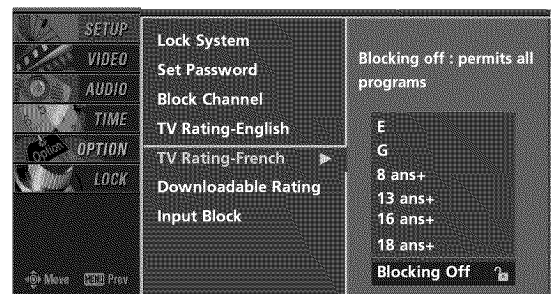 SETUP
VIDEO
AUDIO
TIME
Option
OPTION
LOCK
Move
MENU Prev
Lock System
Set Password
Block Channel
TV Rating-English
TV Rating-French
Downloadable Rating
Input Block
Blocking off : permits all
programs
E
G
8 ans+
13 ans+
16 ans+
18 ans+
Blocking Off